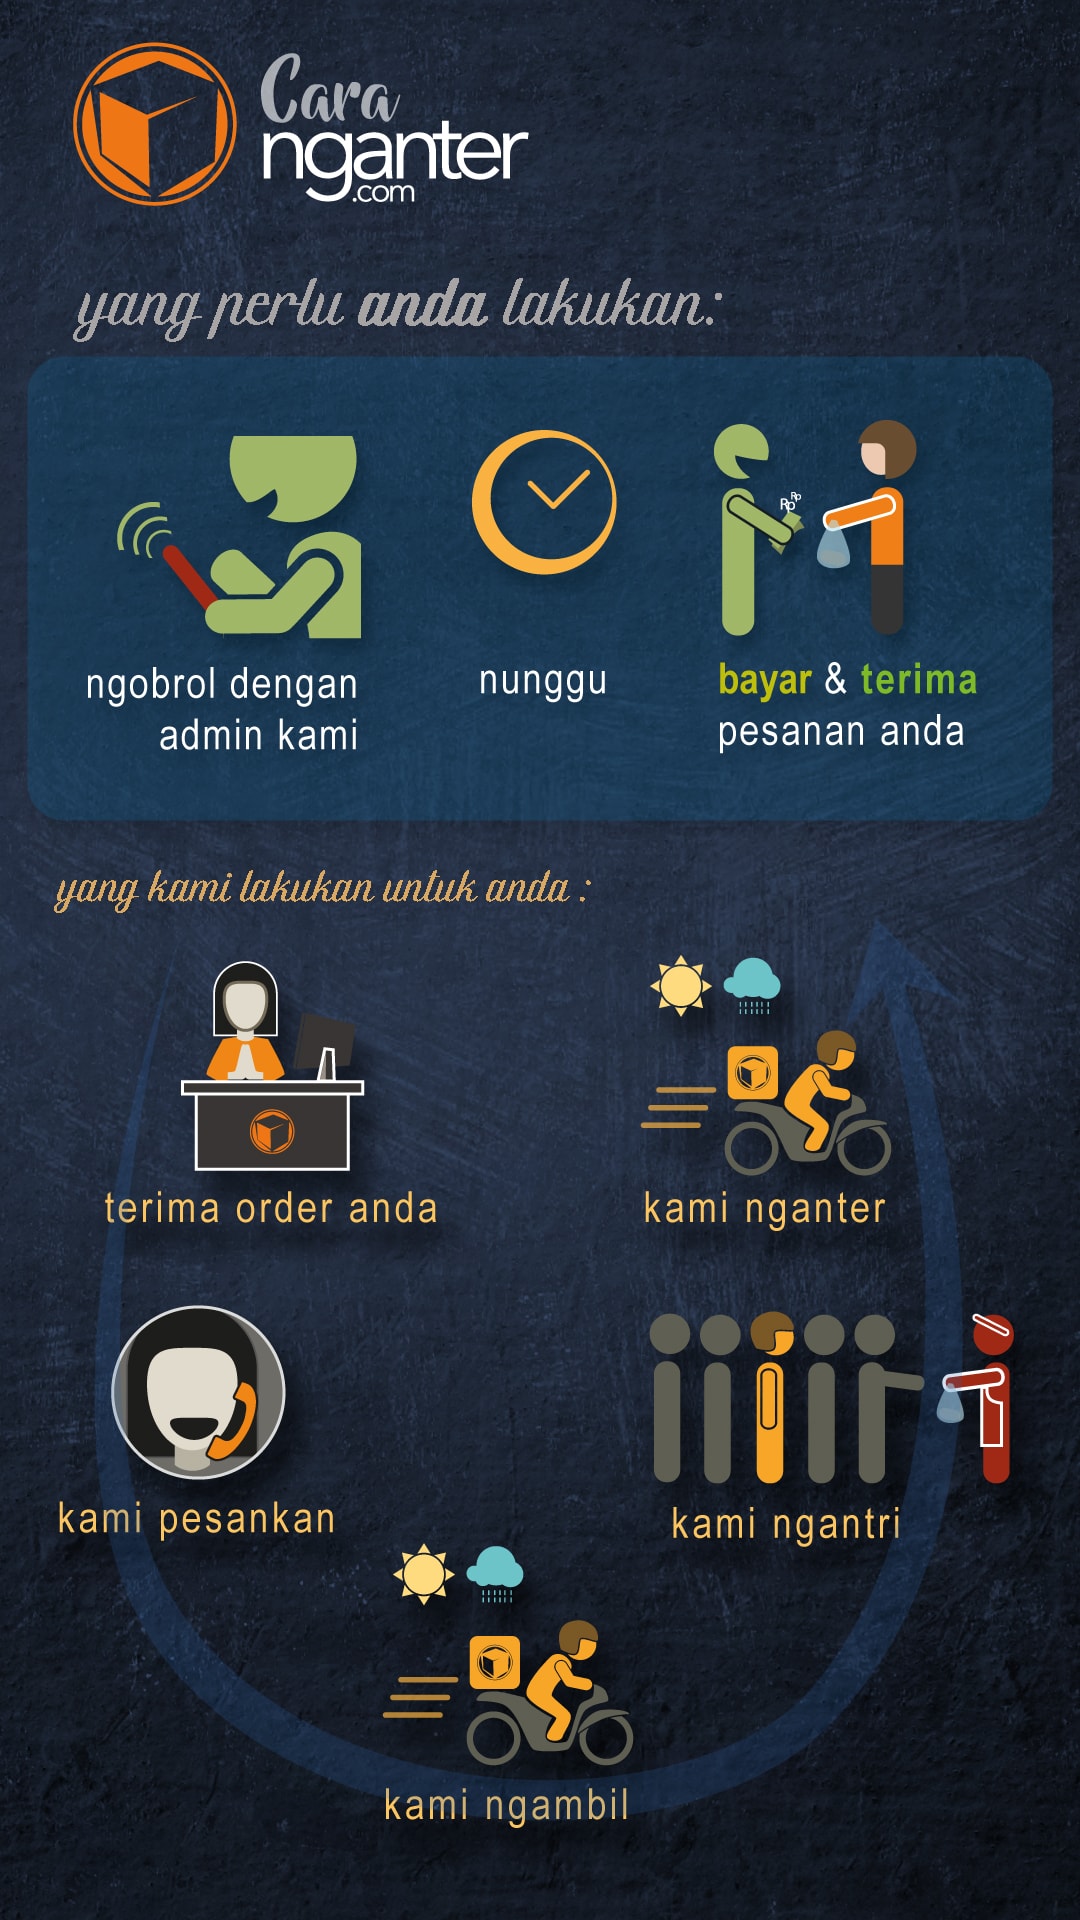 Cara
nganter
.com
yang perlu anda lakukan:
Rp Rp
ngobrol dengan
admin kami
nunggu
bayar & terima
pesanan anda
yang kami lakukan untuk anda :
terima order anda
kami nganter
kami pesankan
kami ngantri
kami ngambil